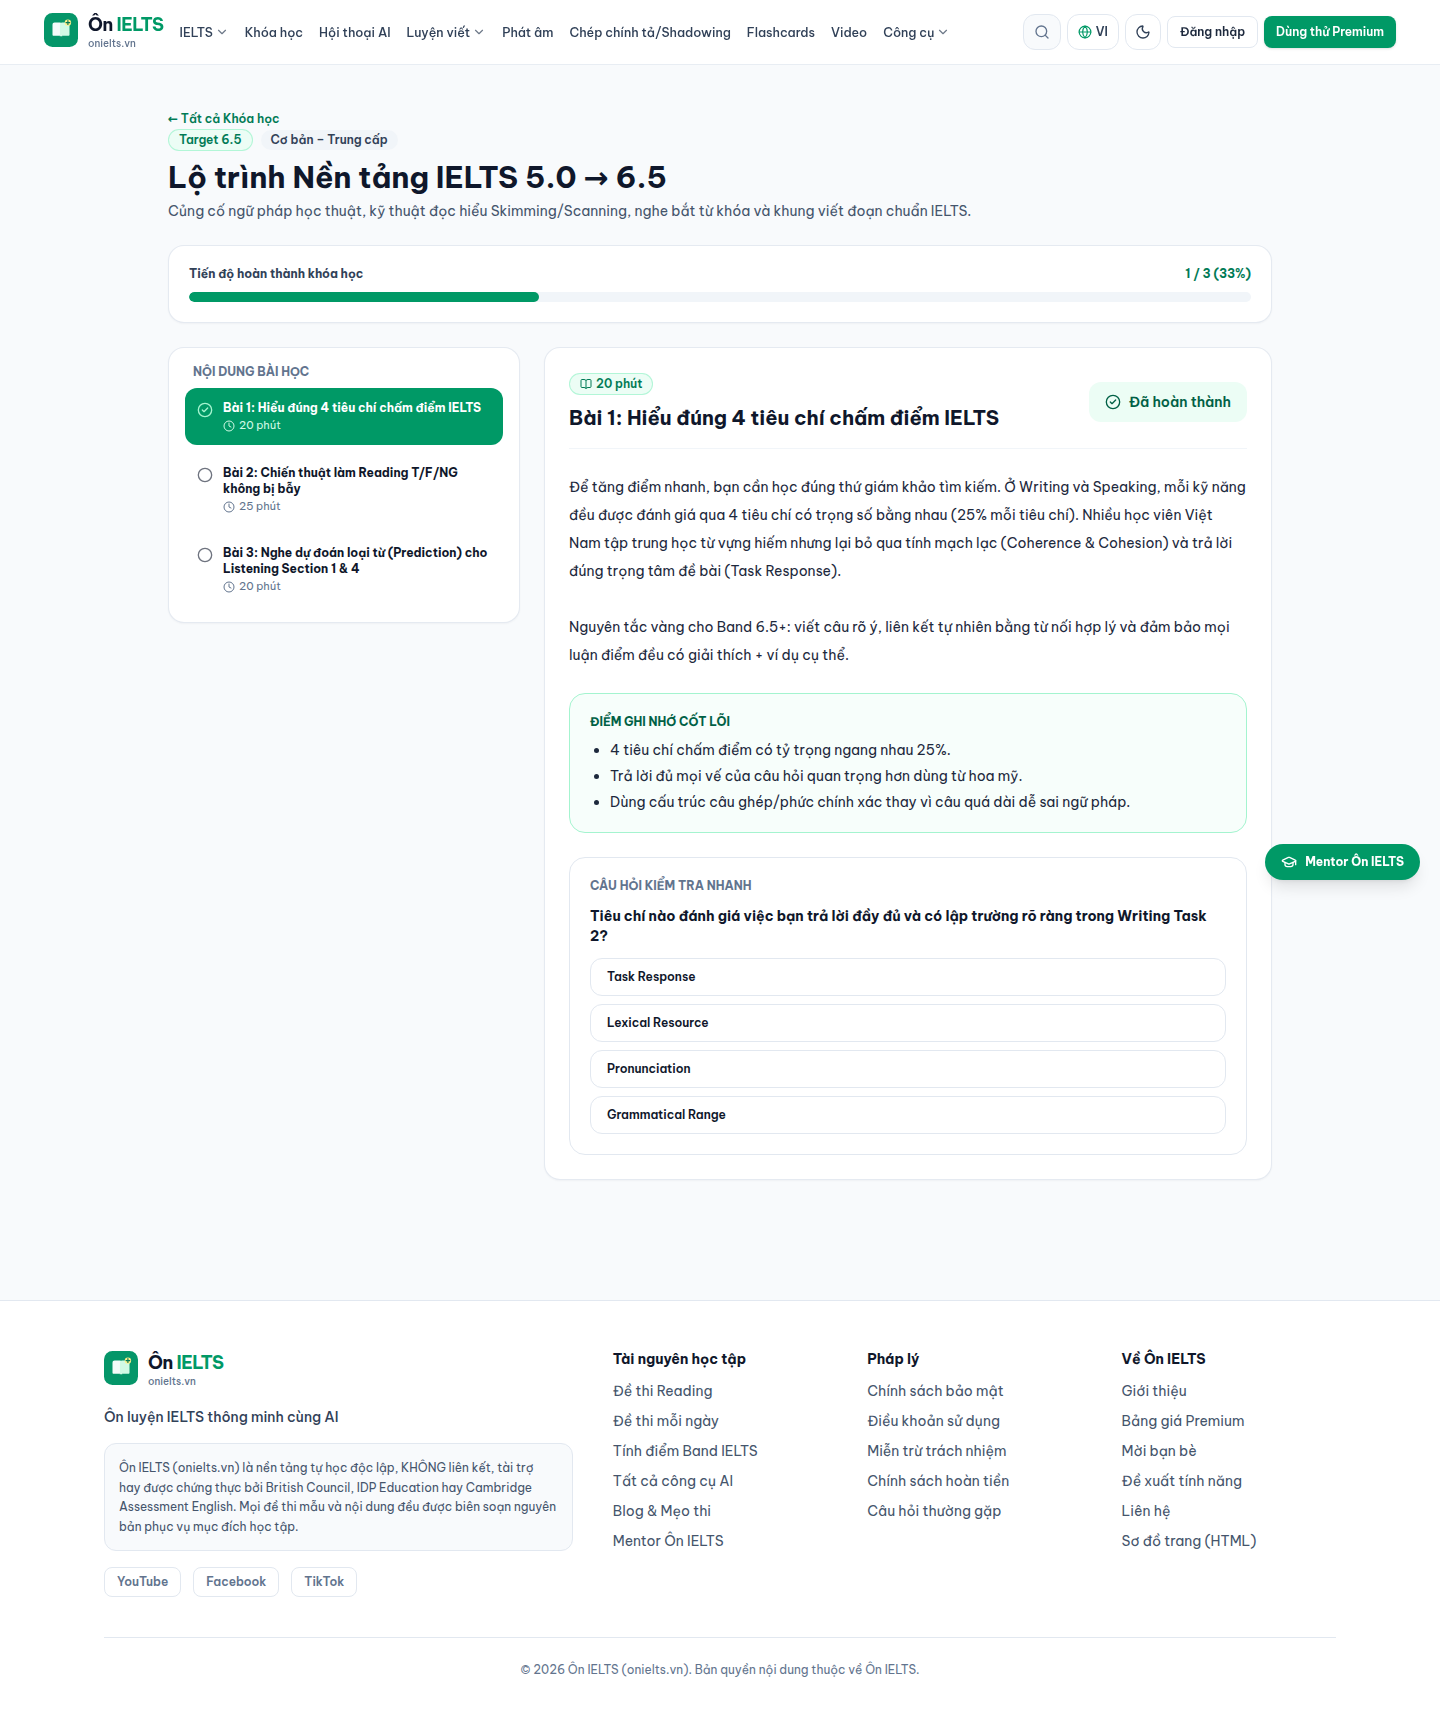 Ôn IELTS
onielts.vn
IELTS
Khóa học
Hội thoại AI
Luyện viết
Phát âm
Chép chính tả/Shadowing
Flashcards
Video
Công cụ
VI
Đăng nhập
Dùng thử Premium
← Tất cả Khóa học
Target 6.5
Cơ bản – Trung cấp
Lộ trình Nền tảng IELTS 5.0 → 6.5
Củng cố ngữ pháp học thuật, kỹ thuật đọc hiểu Skimming/Scanning, nghe bắt từ khóa và khung viết đoạn chuẩn IELTS.
Tiến độ hoàn thành khóa học
1 / 3 (33%)
NỘI DUNG BÀI HỌC
Bài 1: Hiểu đúng 4 tiêu chí chấm điểm IELTS
20 phút
Bài 2: Chiến thuật làm Reading T/F/NG
không bị bẫy
25 phút
Bài 3: Nghe dự đoán loại từ (Prediction) cho
Listening Section 1 & 4
20 phút
20 phút
Bài 1: Hiểu đúng 4 tiêu chí chấm điểm IELTS
Đã hoàn thành
Để tăng điểm nhanh, bạn cần học đúng thứ giám khảo tìm kiếm. Ở Writing và Speaking, mỗi kỹ năng
đều được đánh giá qua 4 tiêu chí có trọng số bằng nhau (25% mỗi tiêu chí). Nhiều học viên Việt
Nam tập trung học từ vựng hiếm nhưng lại bỏ qua tính mạch lạc (Coherence & Cohesion) và trả lời
đúng trọng tâm đề bài (Task Response).
Nguyên tắc vàng cho Band 6.5+: viết câu rõ ý, liên kết tự nhiên bằng từ nối hợp lý và đảm bảo mọi
luận điểm đều có giải thích + ví dụ cụ thể.
ĐIỂM GHI NHỚ CỐT LÕI
• 4 tiêu chí chấm điểm có tỷ trọng ngang nhau 25%.
• Trả lời đủ mọi vế của câu hỏi quan trọng hơn dùng từ hoa mỹ.
• Dùng cấu trúc câu ghép/phức chính xác thay vì câu quá dài dễ sai ngữ pháp.
Mentor Ôn IELTS
CÂU HỎI KIỂM TRA NHANH
Tiêu chí nào đánh giá việc bạn trả lời đầy đủ và có lập trường rõ ràng trong Writing Task
2?
Task Response
Lexical Resource
Pronunciation
Grammatical Range
Ôn IELTS
onielts.vn
Ôn luyện IELTS thông minh cùng AI
Ôn IELTS (onielts.vn) là nền tảng tự học độc lập, KHÔNG liên kết, tài trợ
hay được chứng thực bởi British Council, IDP Education hay Cambridge
Assessment English. Mọi đề thi mẫu và nội dung đều được biên soạn nguyên
bản phục vụ mục đích học tập.
YouTube
Facebook
TikTok
Tài nguyên học tập
Đề thi Reading
Đề thi mỗi ngày
Tính điểm Band IELTS
Tất cả công cụ AI
Blog & Mẹo thi
Mentor Ôn IELTS
Pháp lý
Chính sách bảo mật
Điều khoản sử dụng
Miễn trừ trách nhiệm
Chính sách hoàn tiền
Câu hỏi thường gặp
Về Ôn IELTS
Giới thiệu
Bảng giá Premium
Mời bạn bè
Đề xuất tính năng
Liên hệ
Sơ đồ trang (HTML)
© 2026 Ôn IELTS (onielts.vn). Bản quyền nội dung thuộc về Ôn IELTS.